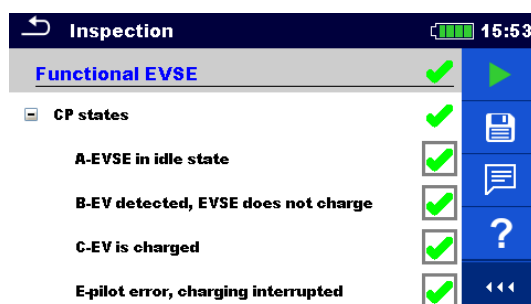 Inspection 15:53
Functional EVSE
CP states
A-EVSE in idle state
B-EV detected, EVSE does not charge
C-EV is charged
E-pilot error, charging interrupted
?